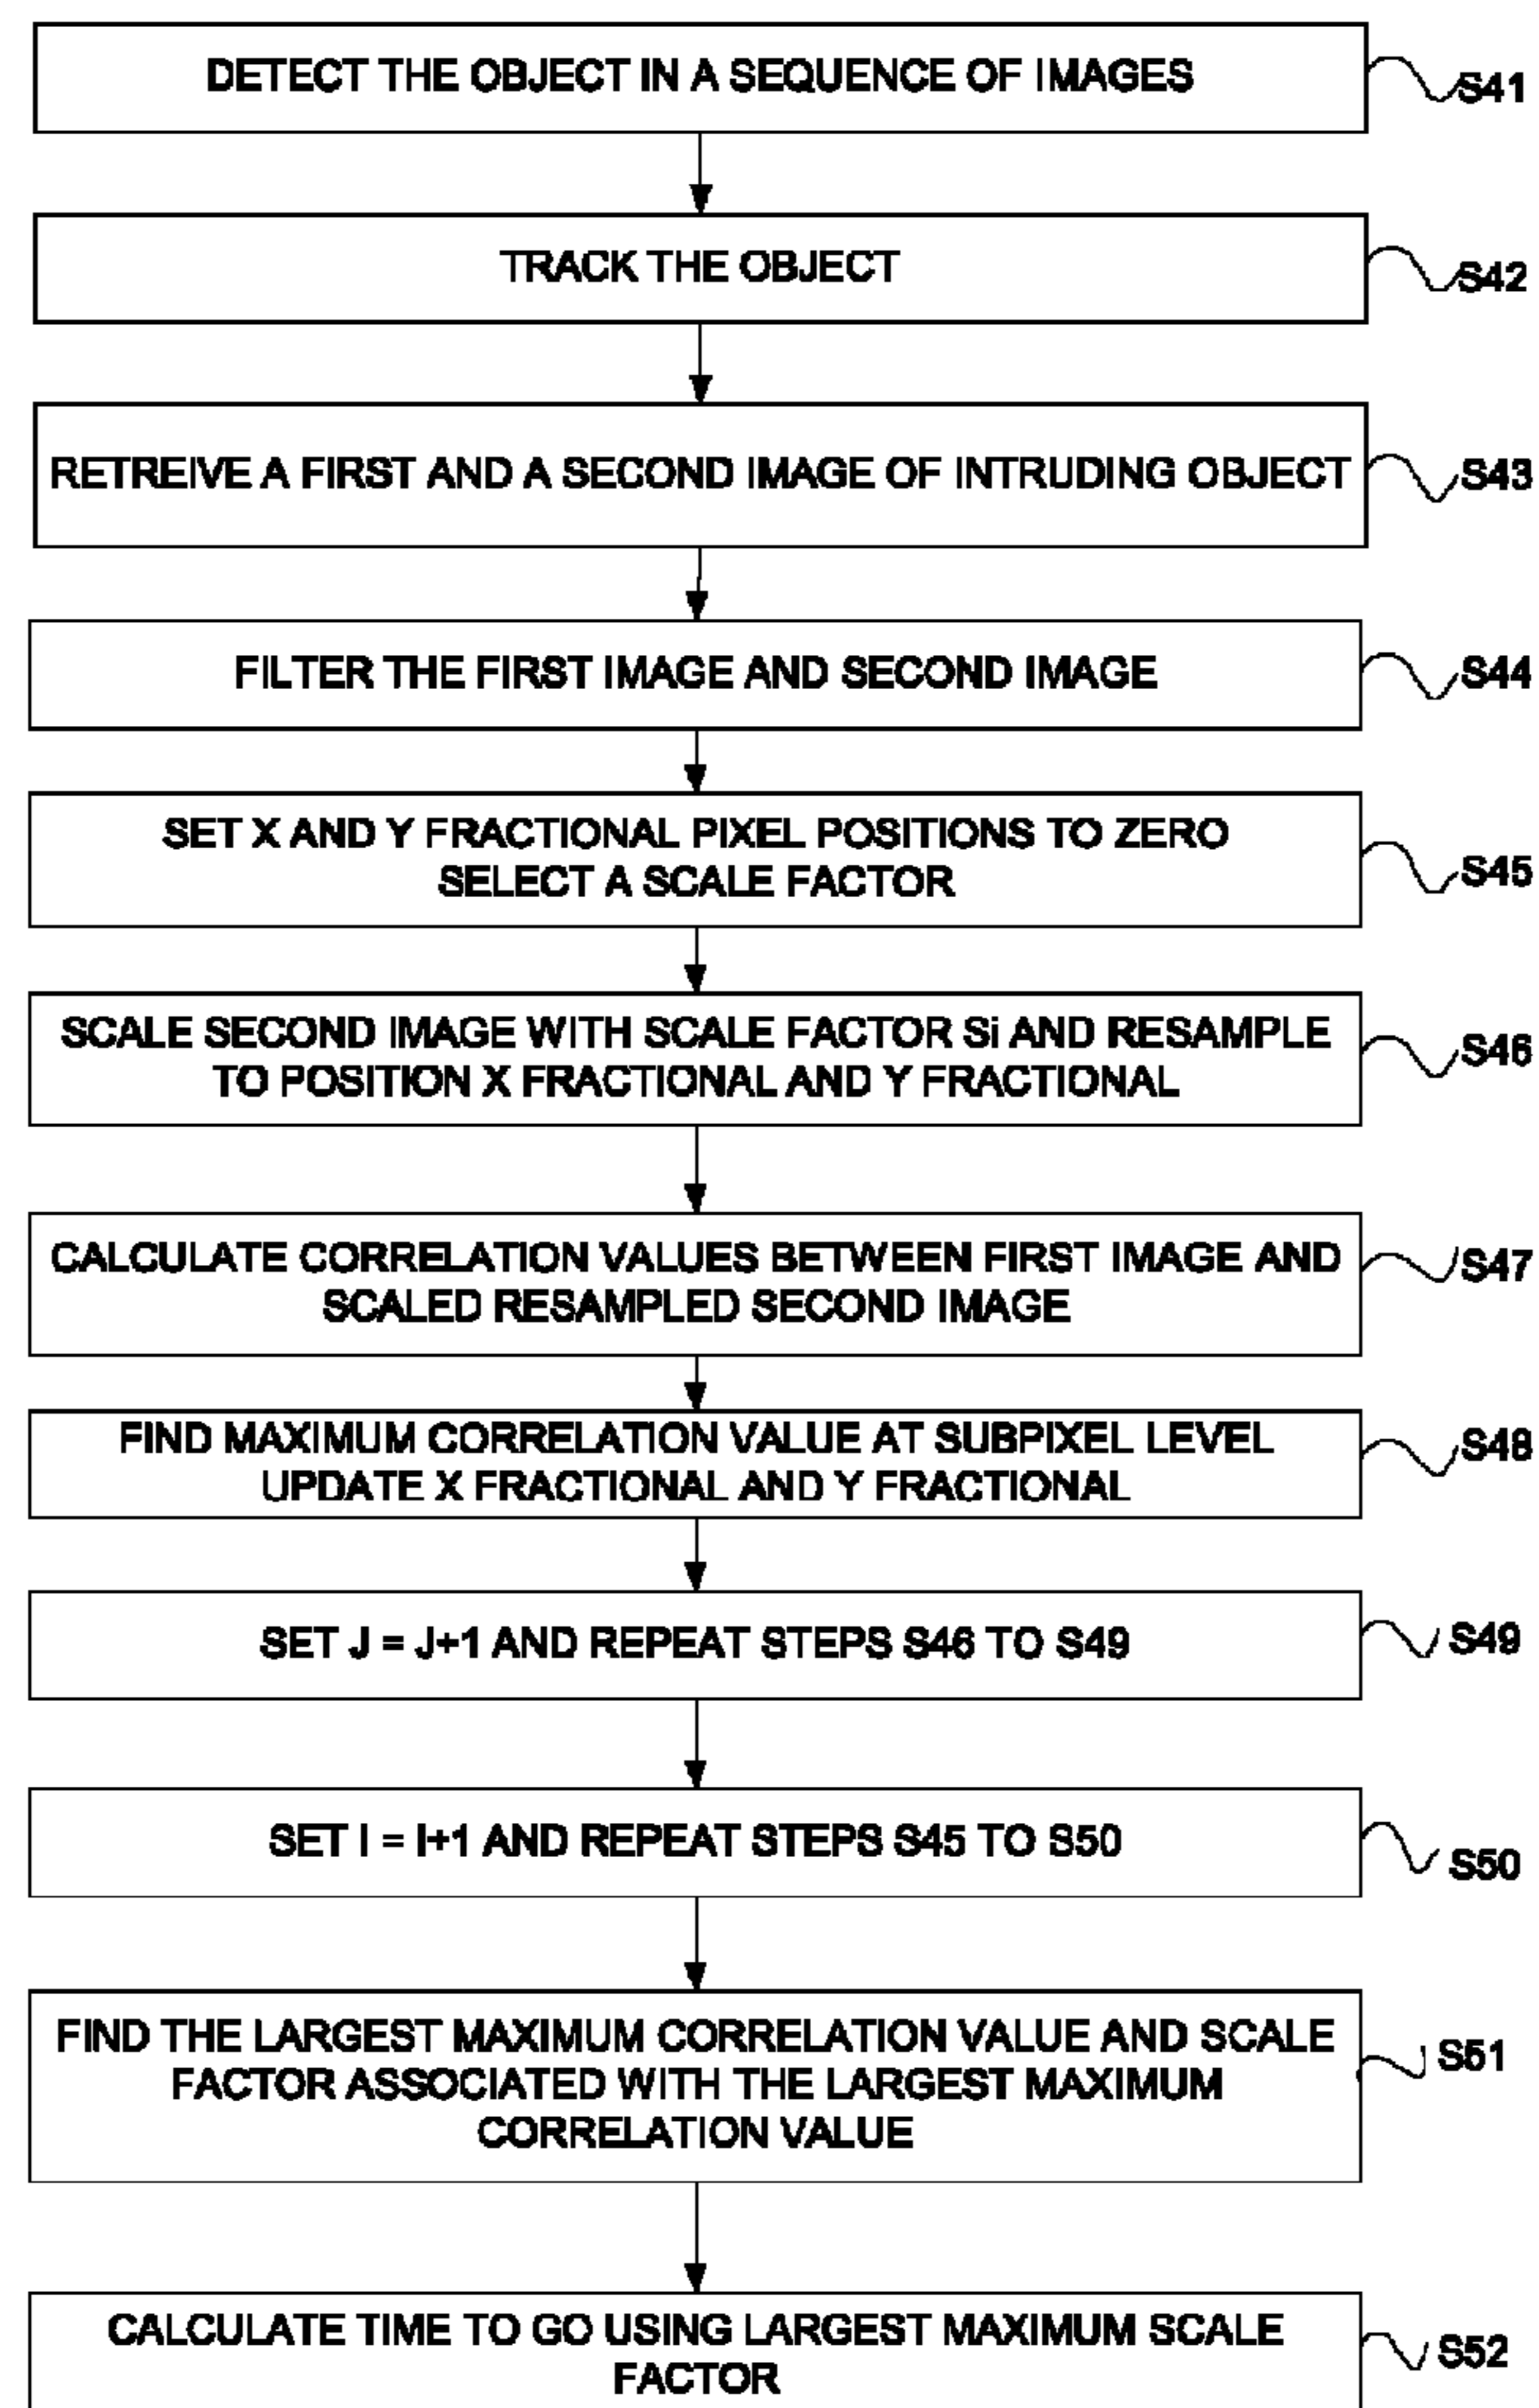 DETECT THE OBJECT IN A SEQUENCE OF IMAGES
S41
TRACK THE OBJECT
S42
RETREIVE A FIRST AND A SECOND IMAGE OF INTRUDING OBJECT
S43
FILTER THE FIRST IMAGE AND SECOND IMAGE
S44
SET X AND Y FRACTIONAL PIXEL POSITIONS TO ZERO
SELECT A SCALE FACTOR
S45
SCALE SECOND IMAGE WITH SCALE FACTOR Si AND RESAMPLE
TO POSITION X FRACTIONAL AND Y FRACTIONAL
S46
CALCULATE CORRELATION VALUES BETWEEN FIRST IMAGE AND
SCALED RESAMPLED SECOND IMAGE
S47
FIND MAXIMUM CORRELATION VALUE AT SUBPIXEL LEVEL
UPDATE X FRACTIONAL AND Y FRACTIONAL
S48
SET J = J+1 AND REPEAT STEPS S46 TO S49
S49
SET I = I+1 AND REPEAT STEPS S45 TO S50
S50
FIND THE LARGEST MAXIMUM CORRELATION VALUE AND SCALE
FACTOR ASSOCIATED WITH THE LARGEST MAXIMUM
CORRELATION VALUE
S51
CALCULATE TIME TO GO USING LARGEST MAXIMUM SCALE
FACTOR
S52